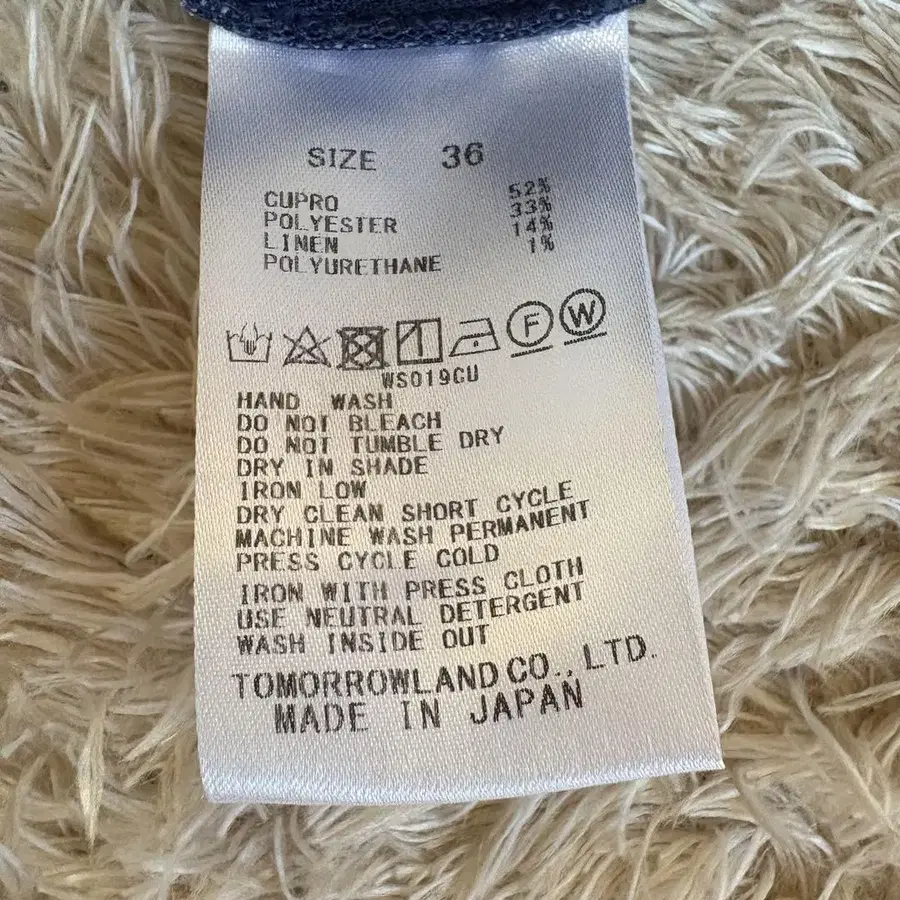 SIZE 36
CUPRO 52%
POLYESTER 33%
LINEN 14%
POLYURETHANE 1%
F W
WS019CU
HAND WASH
DO NOT BLEACH
DO NOT TUMBLE DRY
DRY IN SHADE
IRON LOW
DRY CLEAN SHORT CYCLE
MACHINE WASH PERMANENT
PRESS CYCLE COLD
IRON WITH PRESS CLOTH
USE NEUTRAL DETERGENT
WASH INSIDE OUT
TOMORROWLAND CO., LTD.
MADE IN JAPAN